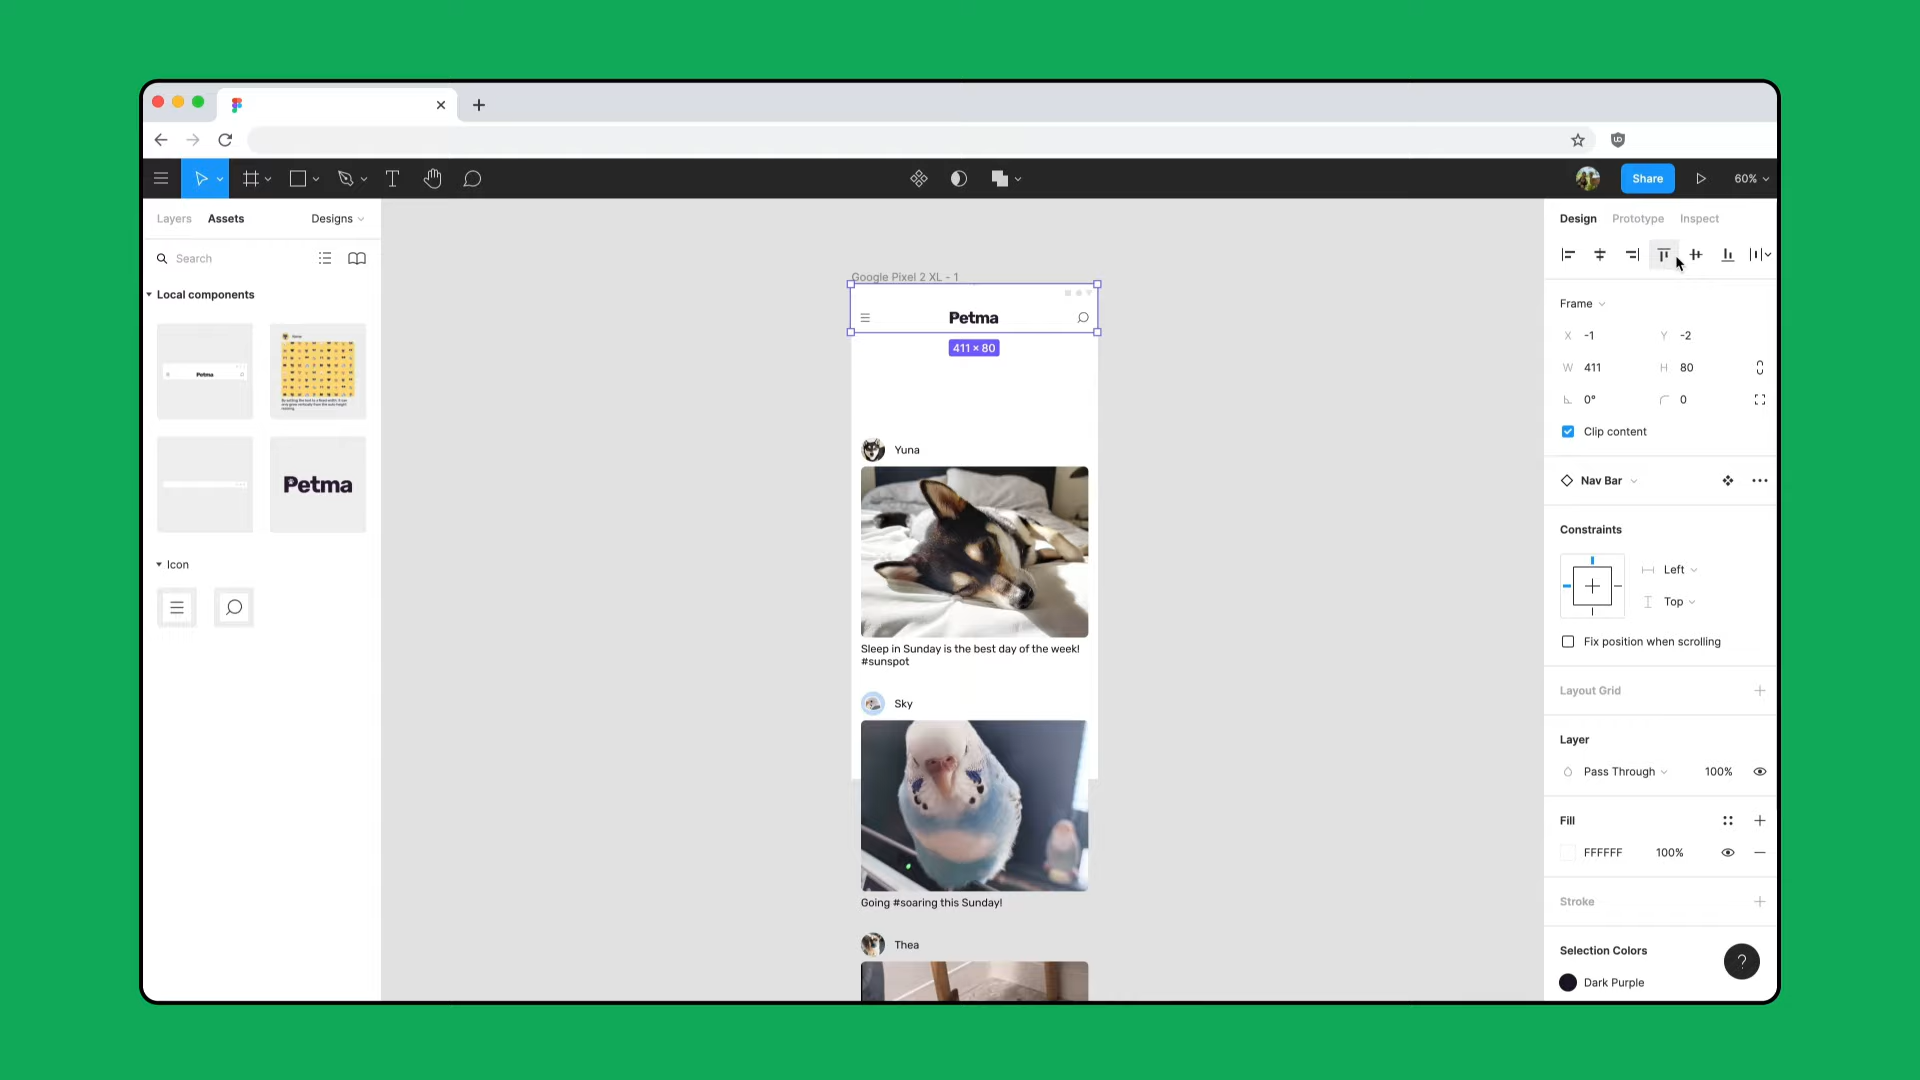 Share
60%
Layers
Assets
Designs
Search
Local components
Petma
Petma
Icon
Google Pixel 2 XL - 1
Petma
411 × 80
Yuna
Sleep in Sunday is the best day of the week!
#sunspot
Sky
Going #soaring this Sunday!
Thea
Design
Prototype
Inspect
Frame
X -1
Y -2
W 411
H 80
0°
0
Clip content
Nav Bar
Constraints
Left
Top
Fix position when scrolling
Layout Grid
Layer
Pass Through
100%
Fill
FFFFFF
100%
Stroke
Selection Colors
Dark Purple
?